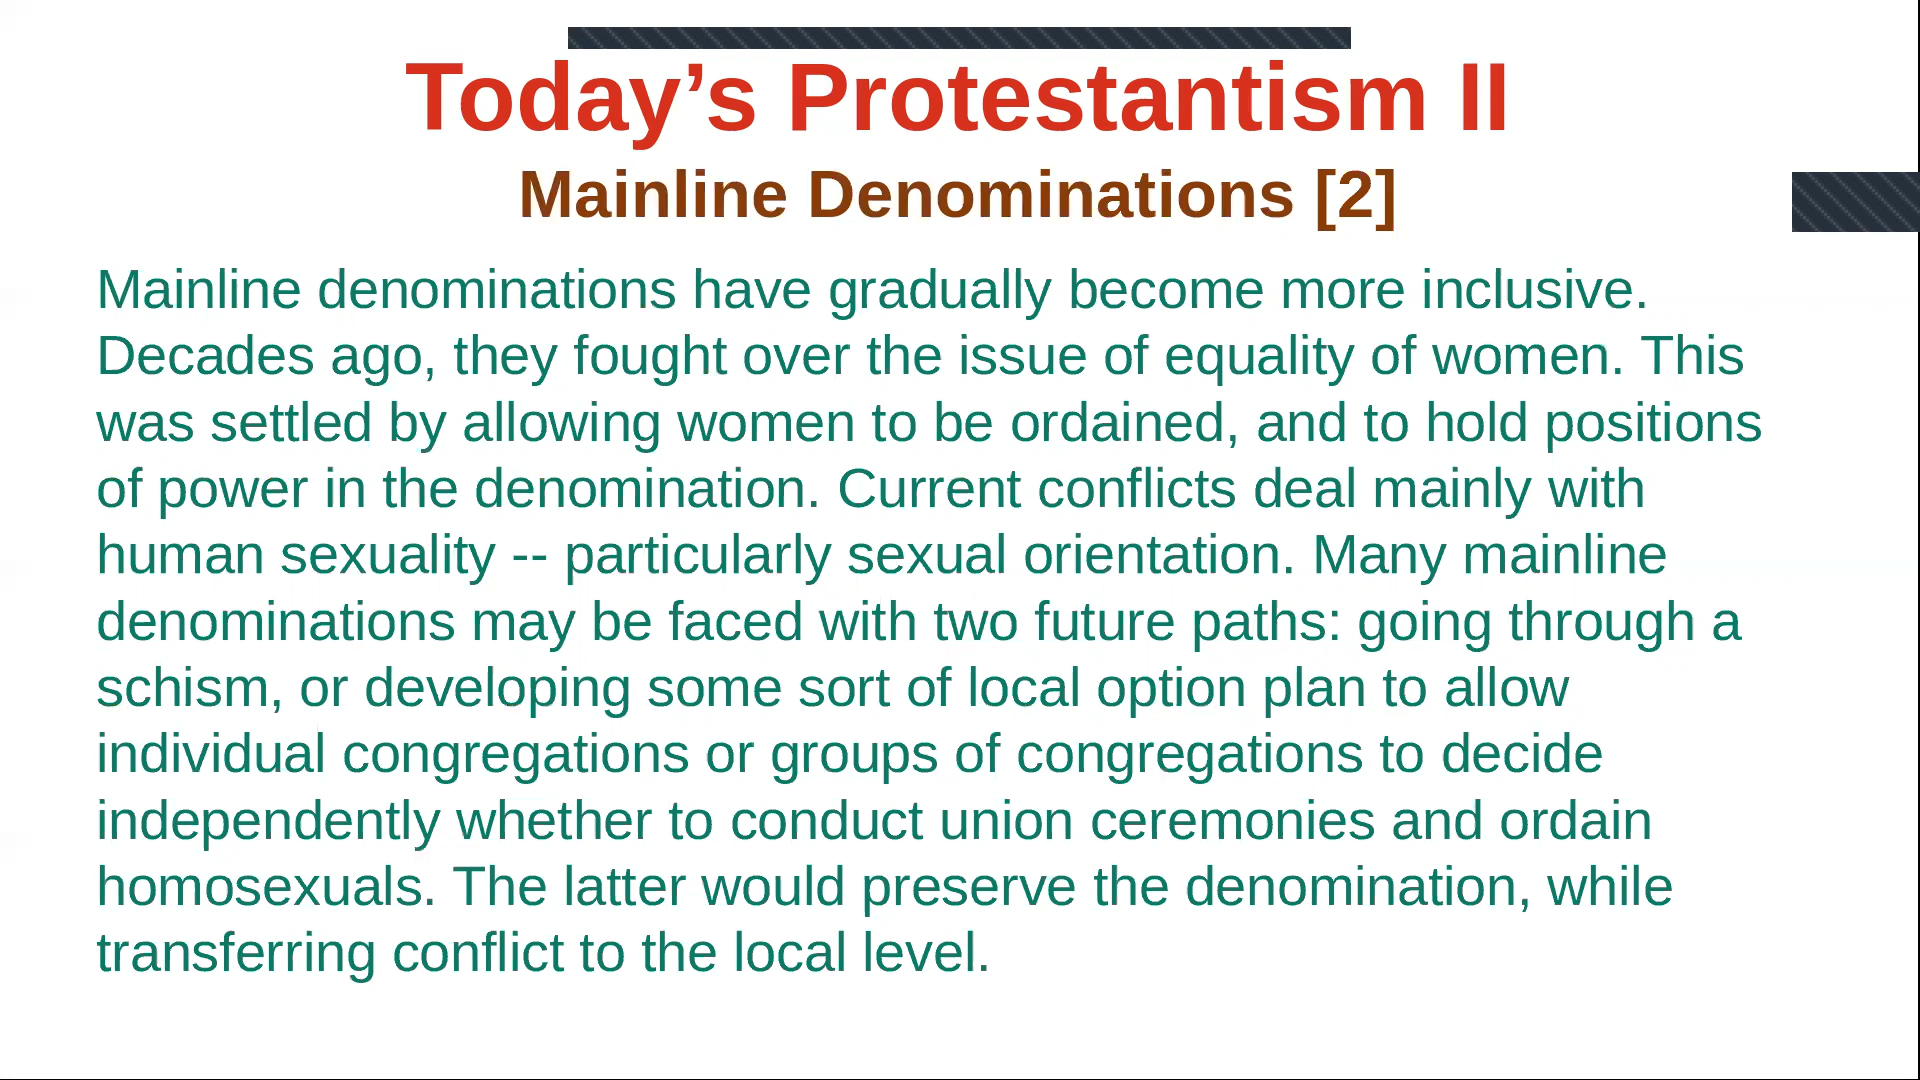 Today’s Protestantism II
Mainline Denominations [2]
Mainline denominations have gradually become more inclusive.
Decades ago, they fought over the issue of equality of women. This
was settled by allowing women to be ordained, and to hold positions
of power in the denomination. Current conflicts deal mainly with
human sexuality -- particularly sexual orientation. Many mainline
denominations may be faced with two future paths: going through a
schism, or developing some sort of local option plan to allow
individual congregations or groups of congregations to decide
independently whether to conduct union ceremonies and ordain
homosexuals. The latter would preserve the denomination, while
transferring conflict to the local level.